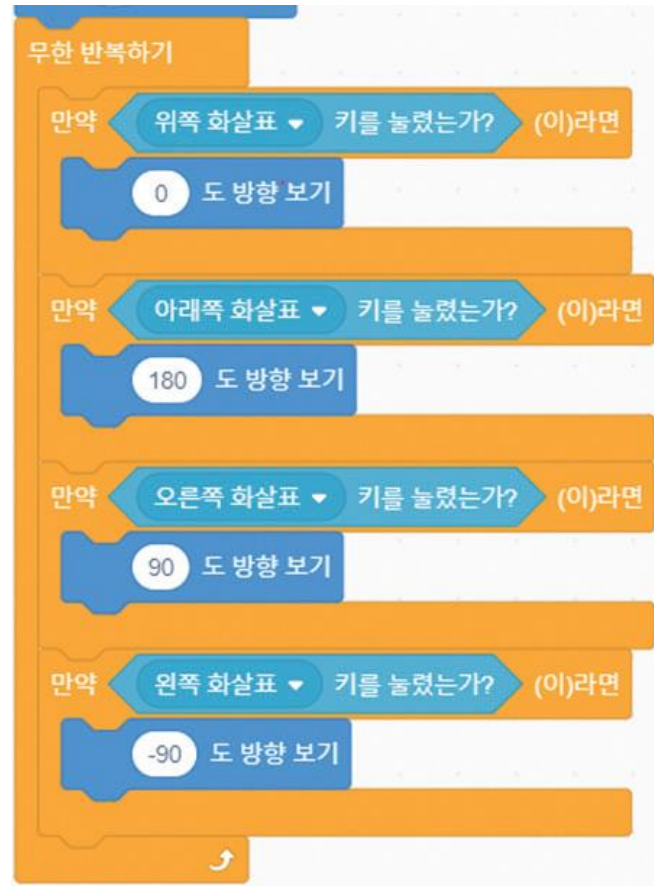 무한 반복하기
만약 위쪽 화살표 키를 눌렀는가? (이)라면
0 도 방향 보기
만약 아래쪽 화살표 키를 눌렀는가? (이)라면
180 도 방향 보기
만약 오른쪽 화살표 키를 눌렀는가? (이)라면
90 도 방향 보기
만약 왼쪽 화살표 키를 눌렀는가? (이)라면
-90 도 방향 보기